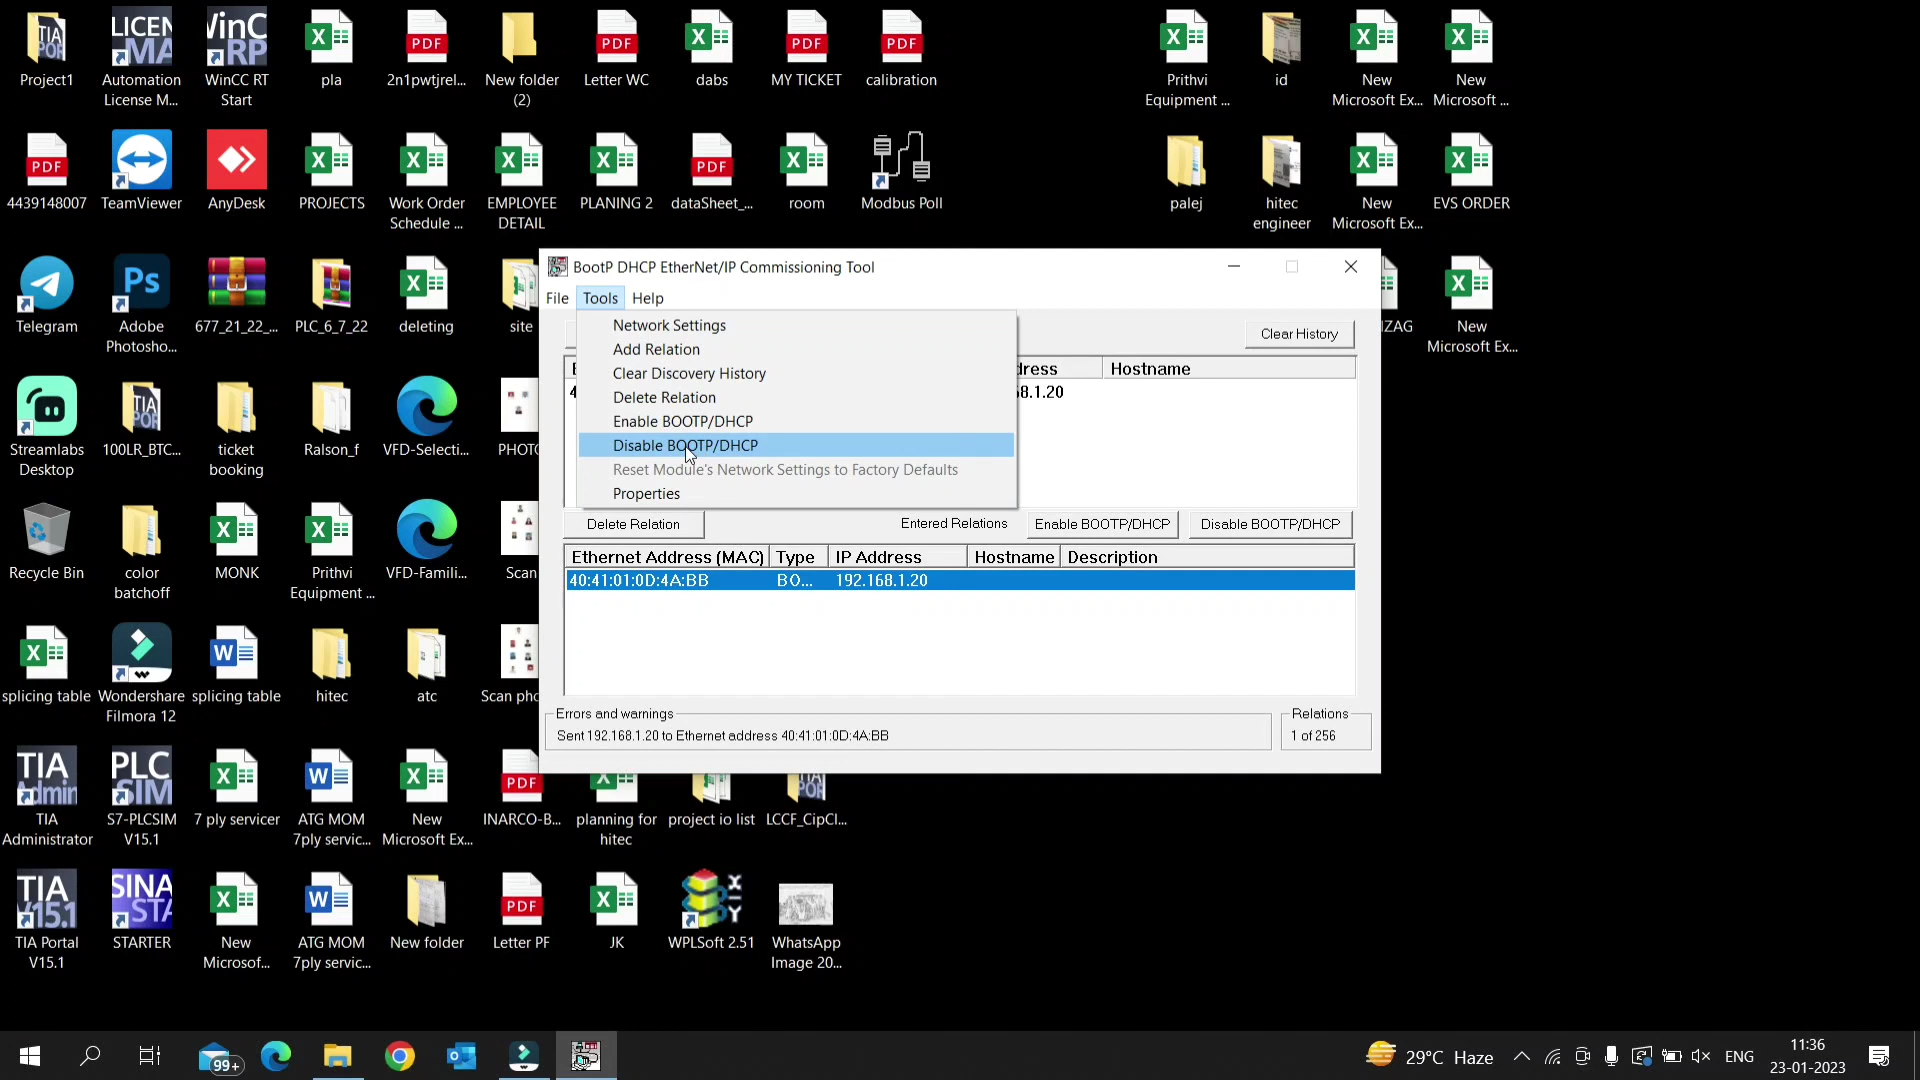 Project1
Automation
License M...
WinCC RT
Start
pla
2n1pwtjrel...
New folder
(2)
Letter WC
dabs
MY TICKET
calibration
Prithvi
Equipment ...
id
New
Microsoft Ex...
New
Microsoft ...
4439148007
TeamViewer
AnyDesk
PROJECTS
Work Order
Schedule ...
EMPLOYEE
DETAIL
PLANING 2
dataSheet_...
room
Modbus Poll
palej
hitec
engineer
New
Microsoft Ex...
EVS ORDER
Telegram
Adobe
Photosho...
677_21_22_...
PLC_6_7_22
deleting
site
IZAG
New
Microsoft Ex...
BootP DHCP EtherNet/IP Commissioning Tool
File Tools Help
Network Settings
Add Relation
Clear Discovery History
Delete Relation
Enable BOOTP/DHCP
Disable BOOTP/DHCP
Reset Module's Network Settings to Factory Defaults
Properties
Clear History
dress Hostname
8.1.20
Delete Relation
Entered Relations
Enable BOOTP/DHCP
Disable BOOTP/DHCP
Ethernet Address (MAC) Type IP Address Hostname Description
40:41:01:0D:4A:BB BO... 192.168.1.20
Errors and warnings
Sent 192.168.1.20 to Ethernet address 40:41:01:0D:4A:BB
Relations
1 of 256
Streamlabs
Desktop
100LR_BTC...
ticket
booking
Ralson_f
VFD-Selecti...
PHOTO
Recycle Bin
color
batchoff
MONK
Prithvi
Equipment ...
VFD-Famili...
Scan
splicing table
Wondershare
Filmora 12
splicing table
hitec
atc
Scan pho
TIA
Administrator
S7-PLCSIM
V15.1
7 ply servicer
ATG MOM
7ply servic...
New
Microsoft Ex...
INARCO-B...
planning for
hitec
project io list
LCCF_CipCl...
TIA Portal
V15.1
STARTER
New
Microsof...
ATG MOM
7ply servic...
New folder
Letter PF
JK
WPLSoft 2.51
WhatsApp
Image 20...
99+
29°C Haze
ENG
11:36
23-01-2023